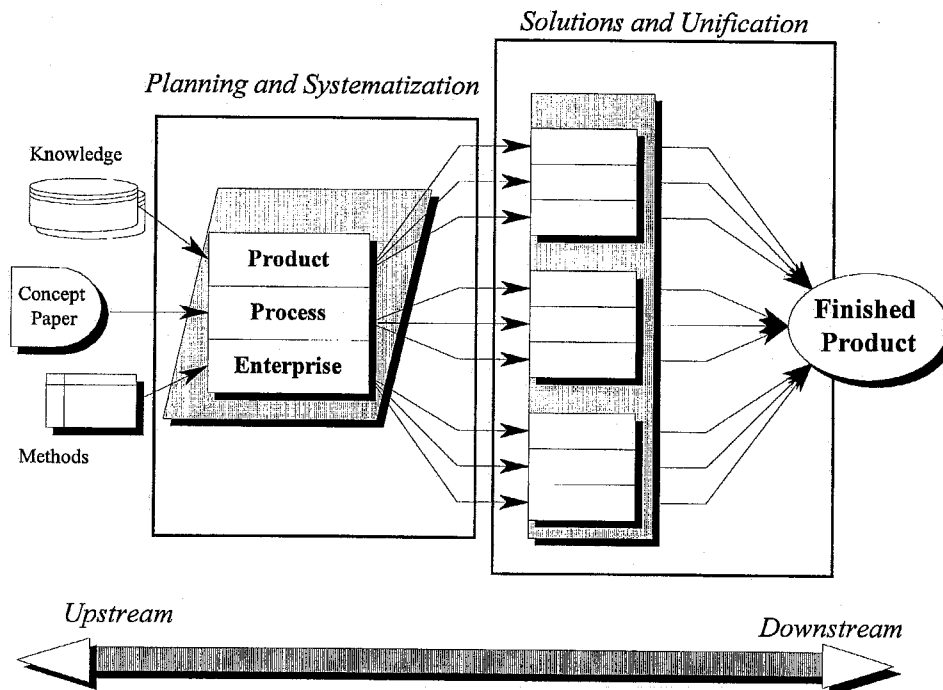 Solutions and Unification
Planning and Systematization
Knowledge
Concept
Paper
Methods
Product
Process
Enterprise
Finished
Product
Upstream
Downstream